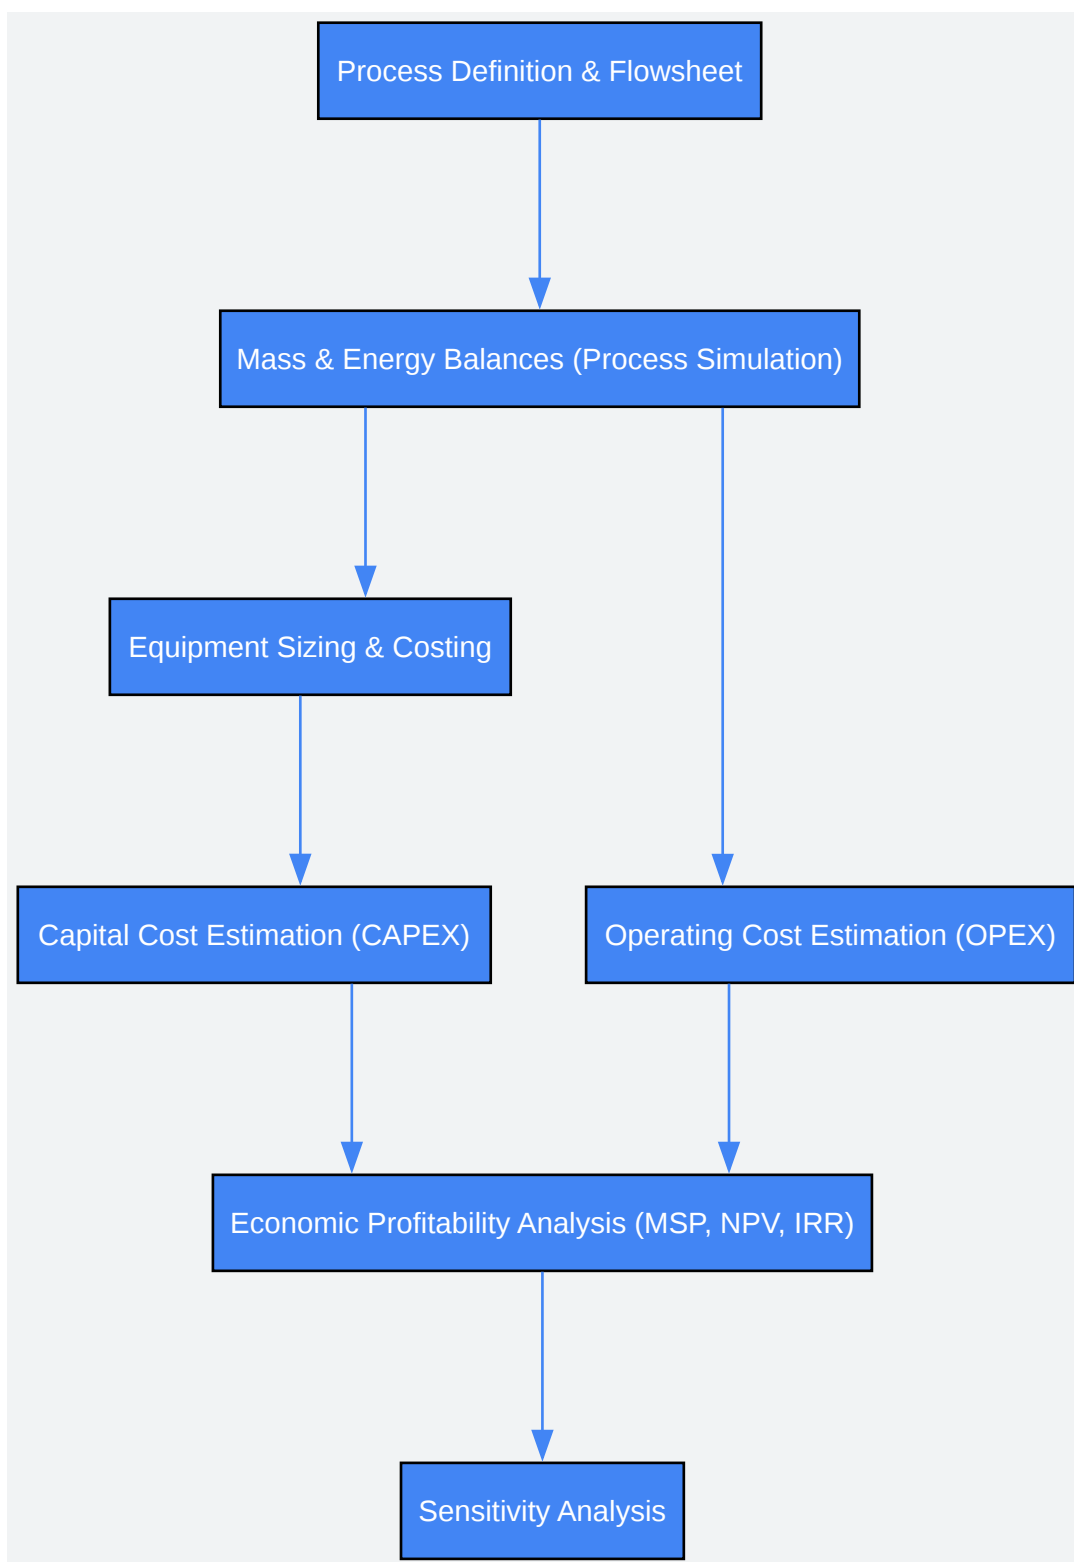 Process Definition & Flowsheet
Mass & Energy Balances (Process Simulation)
Equipment Sizing & Costing
Capital Cost Estimation (CAPEX)
Operating Cost Estimation (OPEX)
Economic Profitability Analysis (MSP, NPV, IRR)
Sensitivity Analysis